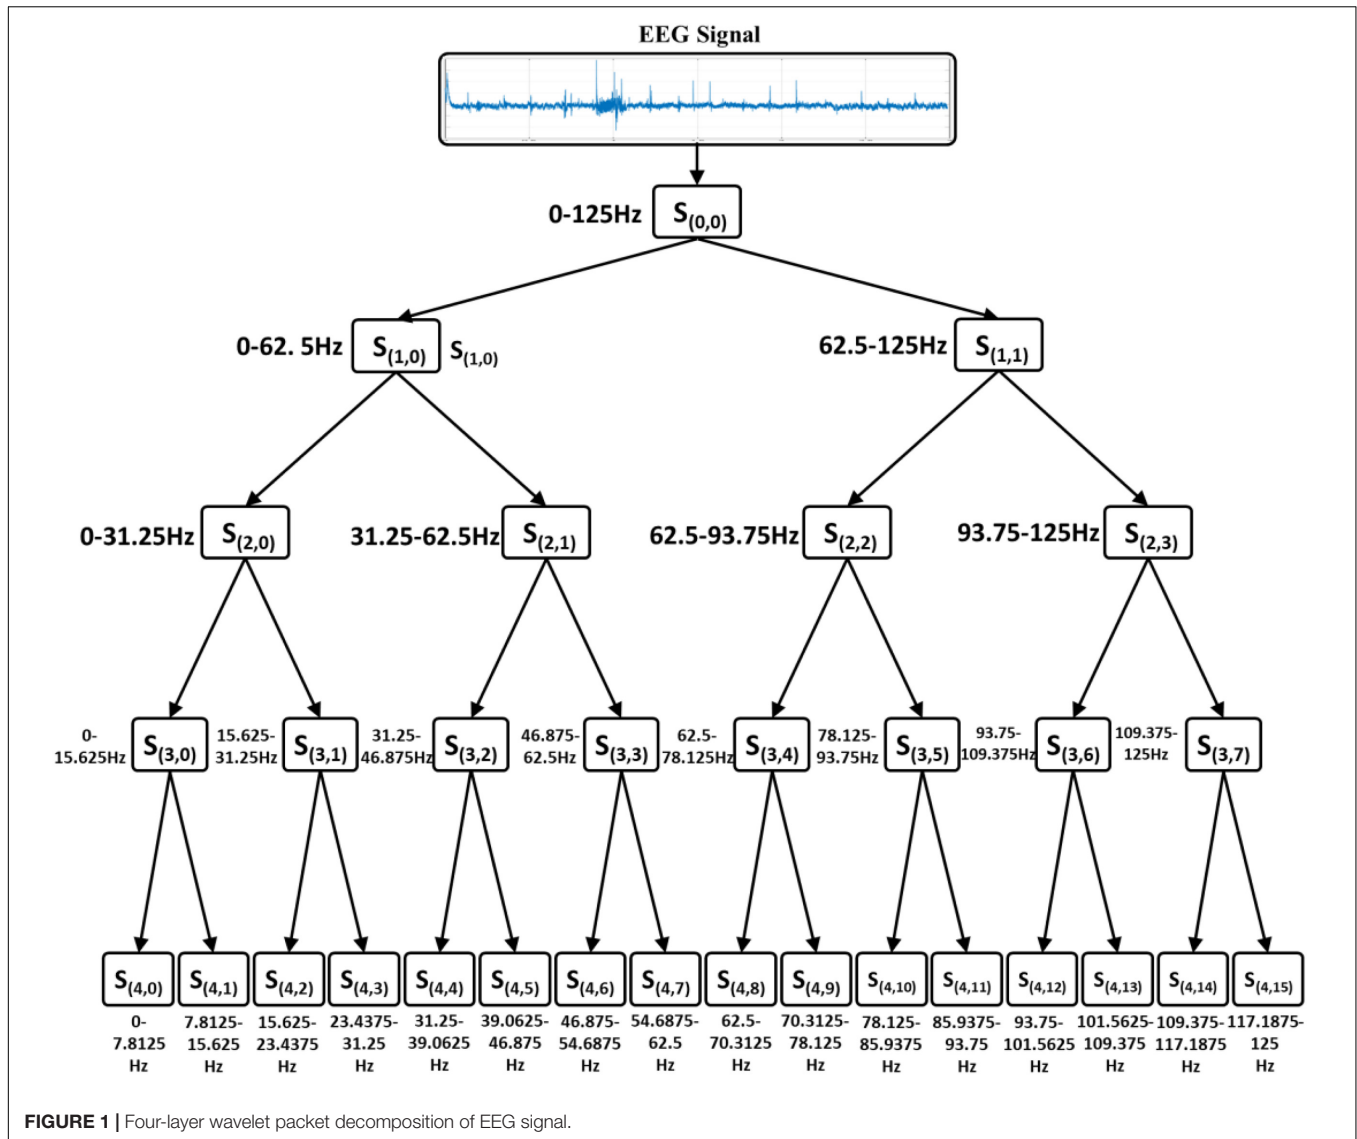 EEG Signal
0-125Hz
S(0,0)
0-62. 5Hz
S(1,0)
S(1,0)
62.5-125Hz
S(1,1)
0-31.25Hz
S(2,0)
31.25-62.5Hz
S(2,1)
62.5-93.75Hz
S(2,2)
93.75-125Hz
S(2,3)
0-
15.625Hz
S(3,0)
15.625-
31.25Hz
S(3,1)
31.25-
46.875Hz
S(3,2)
46.875-
62.5Hz
S(3,3)
62.5-
78.125Hz
S(3,4)
78.125-
93.75Hz
S(3,5)
93.75-
109.375Hz
S(3,6)
109.375-
125Hz
S(3,7)
S(4,0)
S(4,1)
S(4,2)
S(4,3)
S(4,4)
S(4,5)
S(4,6)
S(4,7)
S(4,8)
S(4,9)
S(4,10)
S(4,11)
S(4,12)
S(4,13)
S(4,14)
S(4,15)
0-
7.8125
Hz
7.8125-
15.625
Hz
15.625-
23.4375
Hz
23.4375-
31.25
Hz
31.25-
39.0625
Hz
39.0625-
46.875
Hz
46.875-
54.6875
Hz
54.6875-
62.5
Hz
62.5-
70.3125
Hz
70.3125-
78.125
Hz
78.125-
85.9375
Hz
85.9375-
93.75
Hz
93.75-
101.5625
Hz
101.5625-
109.375
Hz
109.375-
117.1875
Hz
117.1875-
125
Hz
FIGURE 1 | Four-layer wavelet packet decomposition of EEG signal.